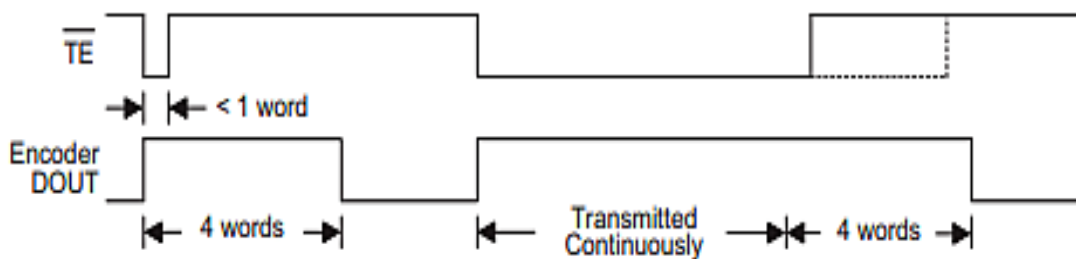 TE
< 1 word
Encoder
DOUT
4 words
Transmitted
Continuously
4 words